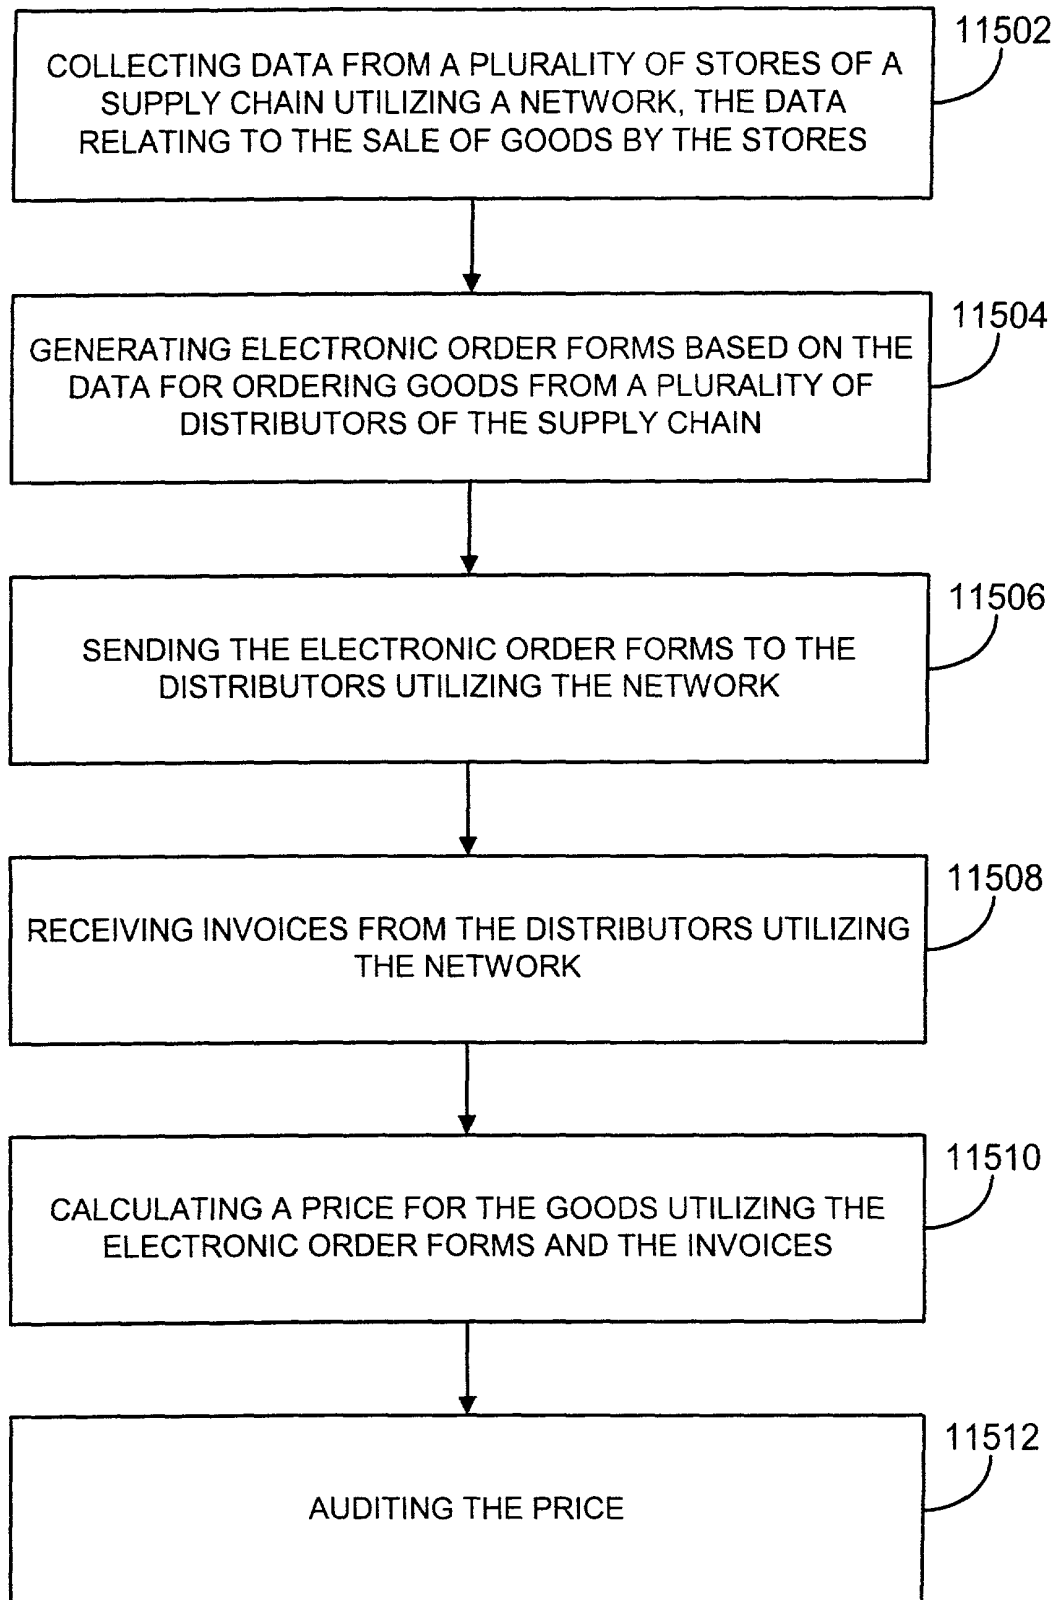 11502
COLLECTING DATA FROM A PLURALITY OF STORES OF A
SUPPLY CHAIN UTILIZING A NETWORK, THE DATA
RELATING TO THE SALE OF GOODS BY THE STORES
11504
GENERATING ELECTRONIC ORDER FORMS BASED ON THE
DATA FOR ORDERING GOODS FROM A PLURALITY OF
DISTRIBUTORS OF THE SUPPLY CHAIN
11506
SENDING THE ELECTRONIC ORDER FORMS TO THE
DISTRIBUTORS UTILIZING THE NETWORK
11508
RECEIVING INVOICES FROM THE DISTRIBUTORS UTILIZING
THE NETWORK
11510
CALCULATING A PRICE FOR THE GOODS UTILIZING THE
ELECTRONIC ORDER FORMS AND THE INVOICES
11512
AUDITING THE PRICE